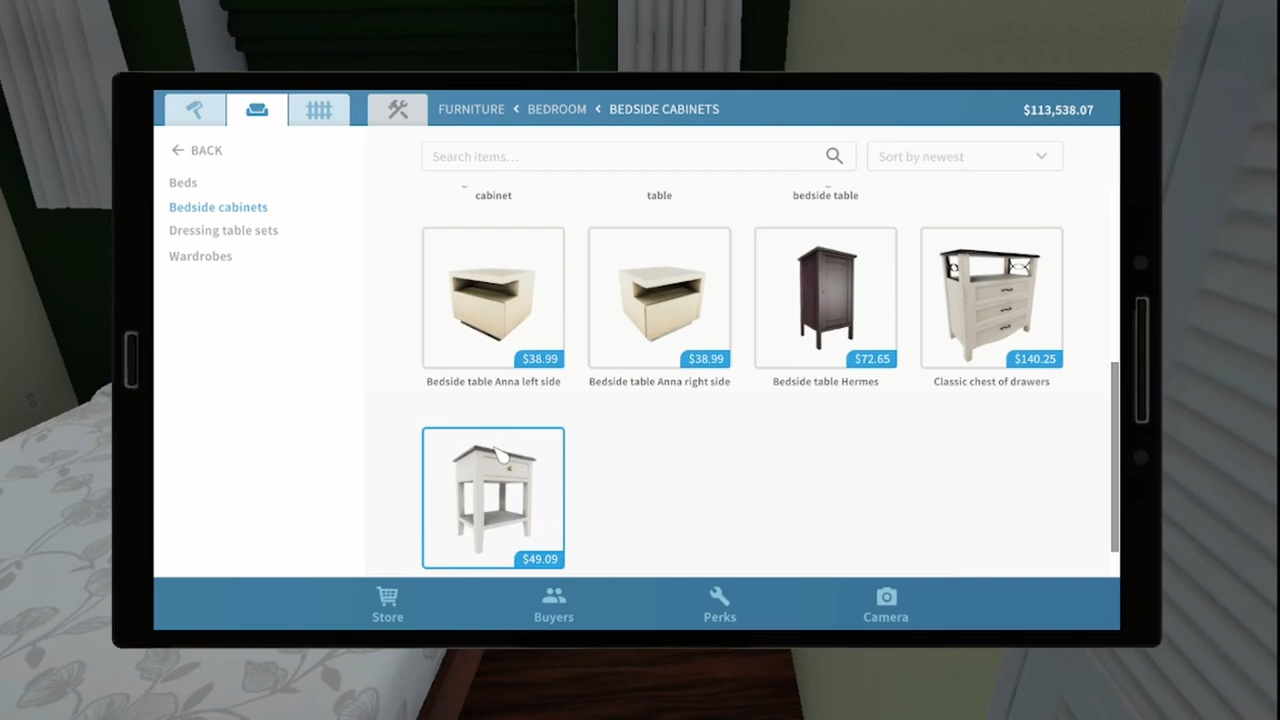 FURNITURE < BEDROOM < BEDSIDE CABINETS
$113,538.07
BACK
Search items...
Sort by newest
Beds
Bedside cabinets
Dressing table sets
Wardrobes
cabinet
table
bedside table
$38.99
$38.99
$72.65
$140.25
Bedside table Anna left side
Bedside table Anna right side
Bedside table Hermes
Classic chest of drawers
$49.09
Store
Buyers
Perks
Camera